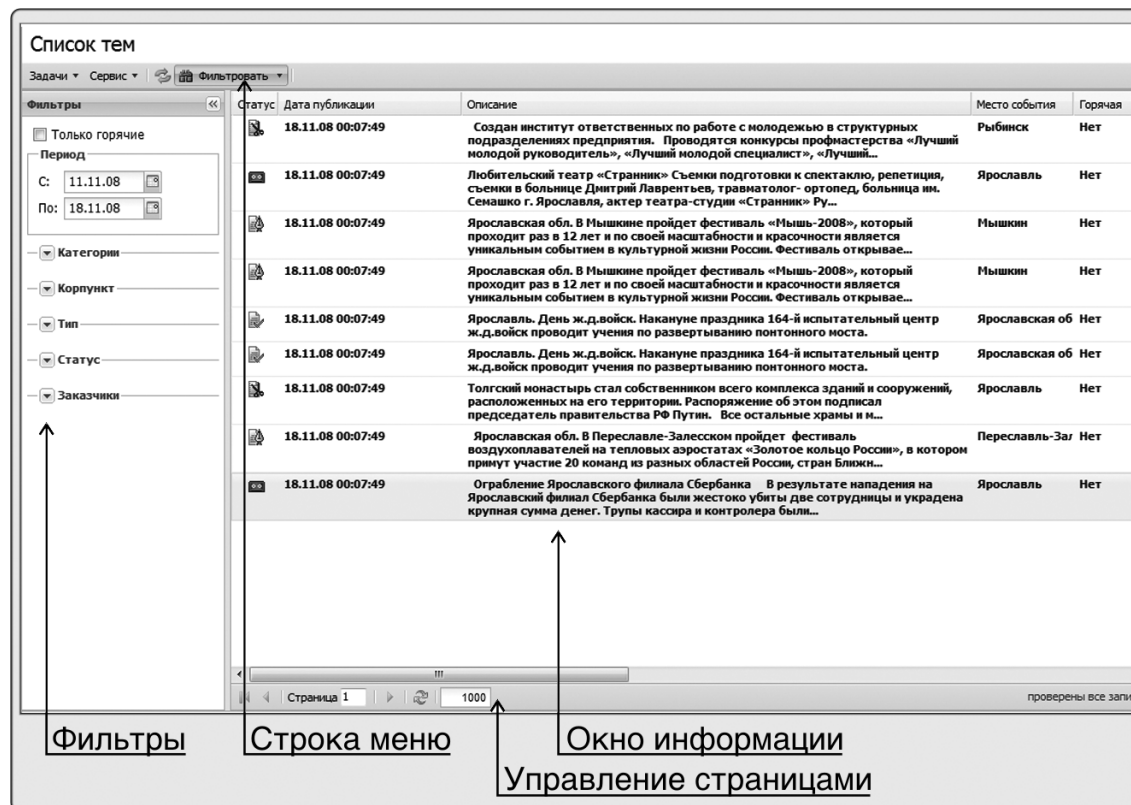 Список тем
Задачи Сервис Фильтровать
Фильтры
Только горячие
Период
С: 11.11.08
По: 18.11.08
Категории
Корпункт
Тип
Статус
Заказчики
Статус Дата публикации Описание Место события Горячая
18.11.08 00:07:49 Создан институт ответственных по работе с молодежью в структурных Рыбинск Нет
подразделениях предприятия. Проводятся конкурсы профмастерства «Лучший
молодой руководитель», «Лучший молодой специалист», «Лучший...
18.11.08 00:07:49 Любительский театр «Странник» Съемки подготовки к спектаклю, репетиция, Ярославль Нет
съемки в больнице Дмитрий Лаврентьев, травматолог- ортопед, больница им.
Семашко г. Ярославля, актер театра-студии «Странник» Ру...
18.11.08 00:07:49 Ярославская обл. В Мышкине пройдет фестиваль «Мышь-2008», который Мышкин Нет
проходит раз в 12 лет и по своей масштабности и красочности является
уникальным событием в культурной жизни России. Фестиваль открывае...
18.11.08 00:07:49 Ярославская обл. В Мышкине пройдет фестиваль «Мышь-2008», который Мышкин Нет
проходит раз в 12 лет и по своей масштабности и красочности является
уникальным событием в культурной жизни России. Фестиваль открывае...
18.11.08 00:07:49 Ярославль. День ж.д.войск. Накануне праздника 164-й испытательный центр Ярославская об Нет
ж.д.войск проводит учения по развертыванию понтонного моста.
18.11.08 00:07:49 Ярославль. День ж.д.войск. Накануне праздника 164-й испытательный центр Ярославская об Нет
ж.д.войск проводит учения по развертыванию понтонного моста.
18.11.08 00:07:49 Толгский монастырь стал собственником всего комплекса зданий и сооружений, Ярославль Нет
расположенных на его территории. Распоряжение об этом подписал
председатель правительства РФ Путин. Все остальные храмы и м...
18.11.08 00:07:49 Ярославская обл. В Переславле-Залесском пройдет фестиваль Переславль-Зал Нет
воздухоплавателей на тепловых аэростатах «Золотое кольцо России», в котором
примут участие 20 команд из разных областей России, стран Ближн...
18.11.08 00:07:49 Ограбление Ярославского филиала Сбербанка В результате нападения на Ярославль Нет
Ярославский филиал Сбербанка были жестоко убиты две сотрудницы и украдена
крупная сумма денег. Трупы кассира и контролера были...
Страница 1 1000 проверены все запи
Фильтры Строка меню Окно информации
Управление страницами